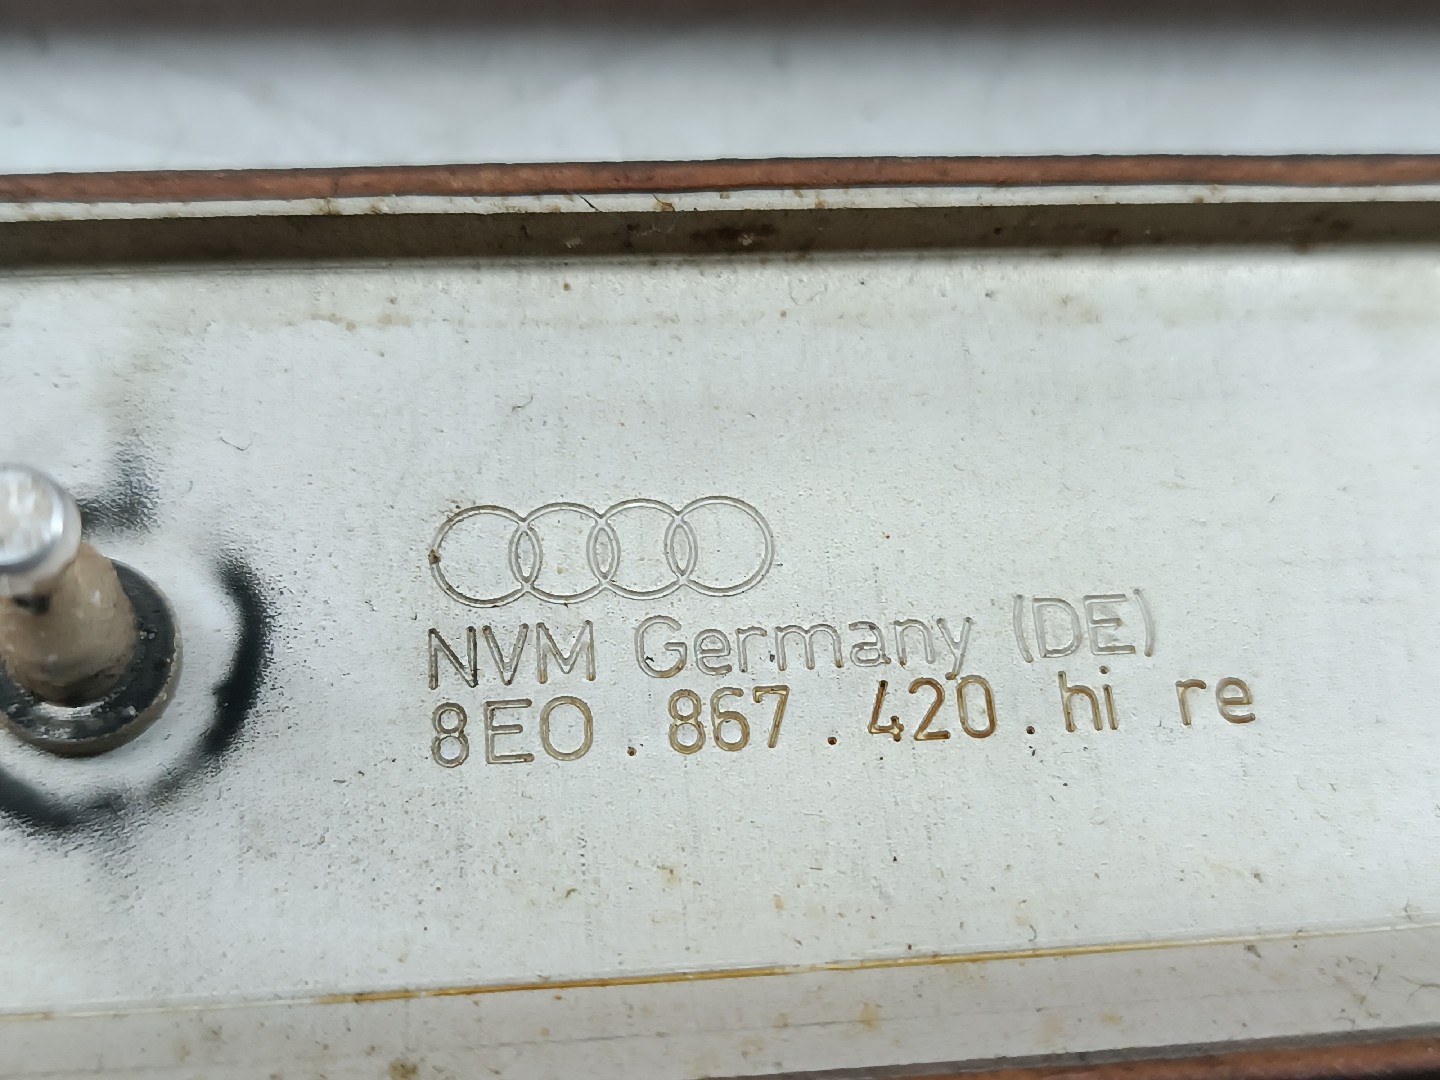 NVM Germany (DE)
8E0 . 867 . 420 . hi re